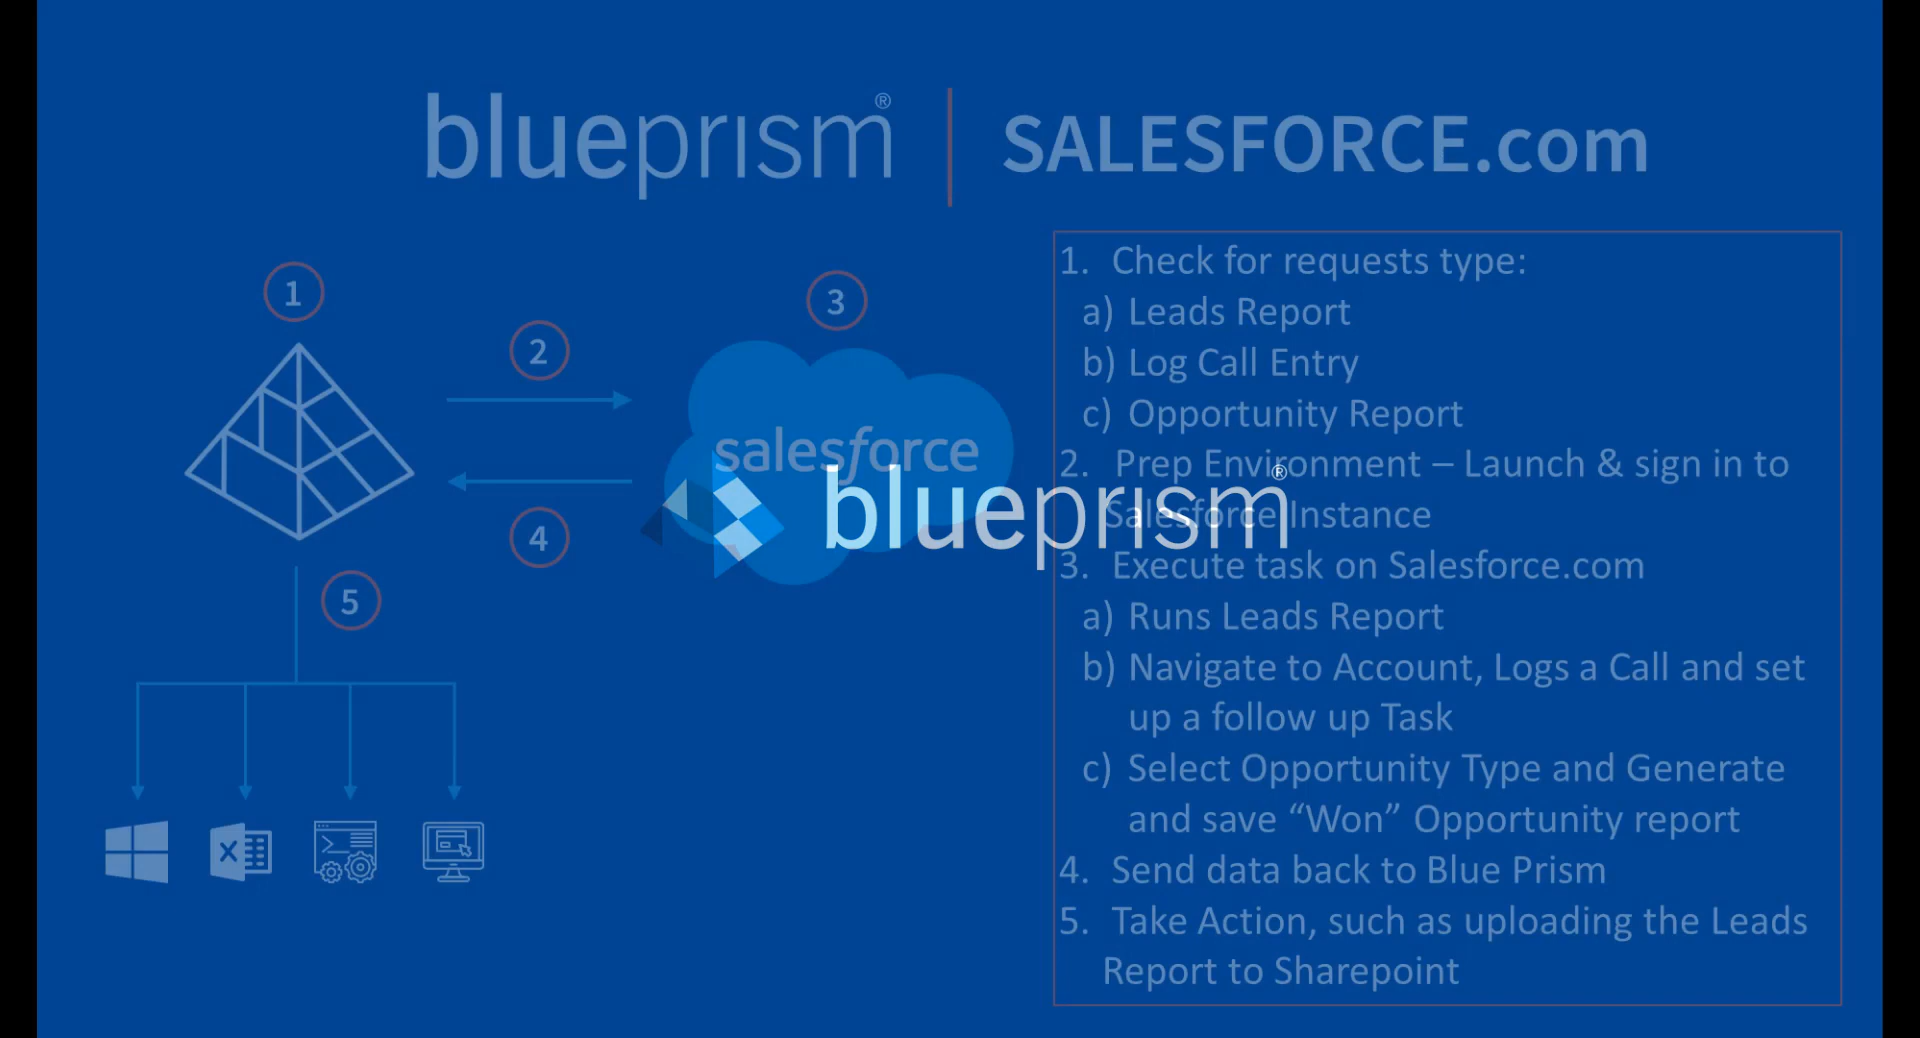 blueprism®
SALESFORCE.com
1
2
3
4
5
salesforce
blueprism®
1. Check for requests type:
a) Leads Report
b) Log Call Entry
c) Opportunity Report
2. Prep Environment – Launch & sign in to
Salesforce Instance
3. Execute task on Salesforce.com
a) Runs Leads Report
b) Navigate to Account, Logs a Call and set
up a follow up Task
c) Select Opportunity Type and Generate
and save “Won” Opportunity report
4. Send data back to Blue Prism
5. Take Action, such as uploading the Leads
Report to Sharepoint
X